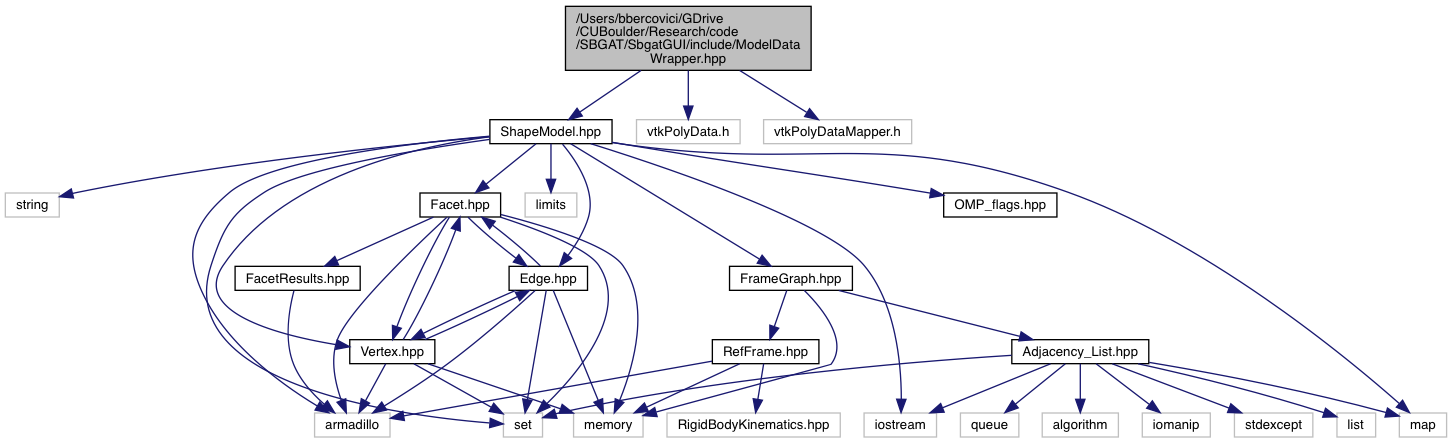 /Users/bbercovici/GDrive
/CUBoulder/Research/code
/SBGAT/SbgatGUI/include/ModelData
Wrapper.hpp
ShapeModel.hpp
vtkPolyData.h
vtkPolyDataMapper.h
string
Facet.hpp
limits
OMP_flags.hpp
FacetResults.hpp
Edge.hpp
FrameGraph.hpp
Vertex.hpp
RefFrame.hpp
Adjacency_List.hpp
armadillo
set
memory
RigidBodyKinematics.hpp
iostream
queue
algorithm
iomanip
stdexcept
list
map